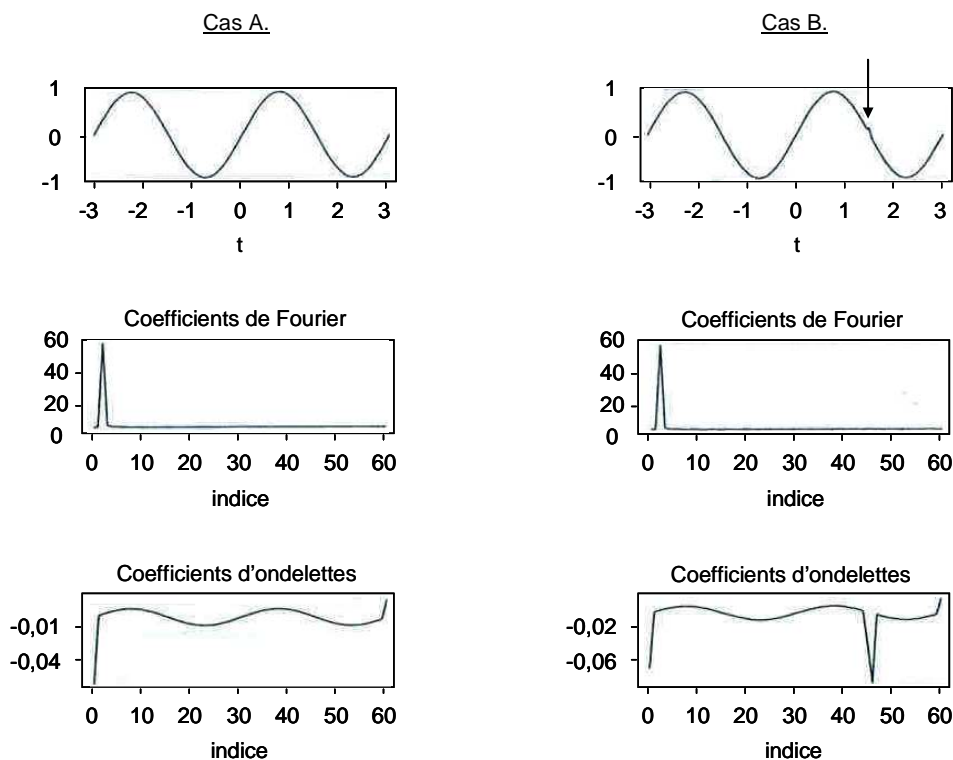 Cas A.
Cas B.
1
0
-1
-3 -2 -1 0 1 2 3
t
1
0
-1
-3 -2 -1 0 1 2 3
t
Coefficients de Fourier
60
40
20
0
0 10 20 30 40 50 60
indice
Coefficients de Fourier
60
40
20
0
0 10 20 30 40 50 60
indice
Coefficients d'ondelettes
-0,01
-0,04
0 10 20 30 40 50 60
indice
Coefficients d'ondelettes
-0,02
-0,06
0 10 20 30 40 50 60
indice